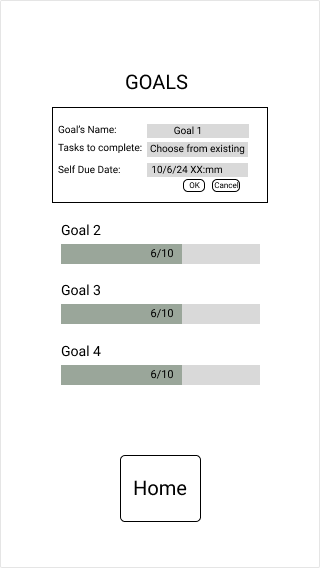 GOALS
Goal's Name: Goal 1
Tasks to complete: Choose from existing
Self Due Date: 10/6/24 XX:mm
OK Cancel
Goal 2
6/10
Goal 3
6/10
Goal 4
6/10
Home